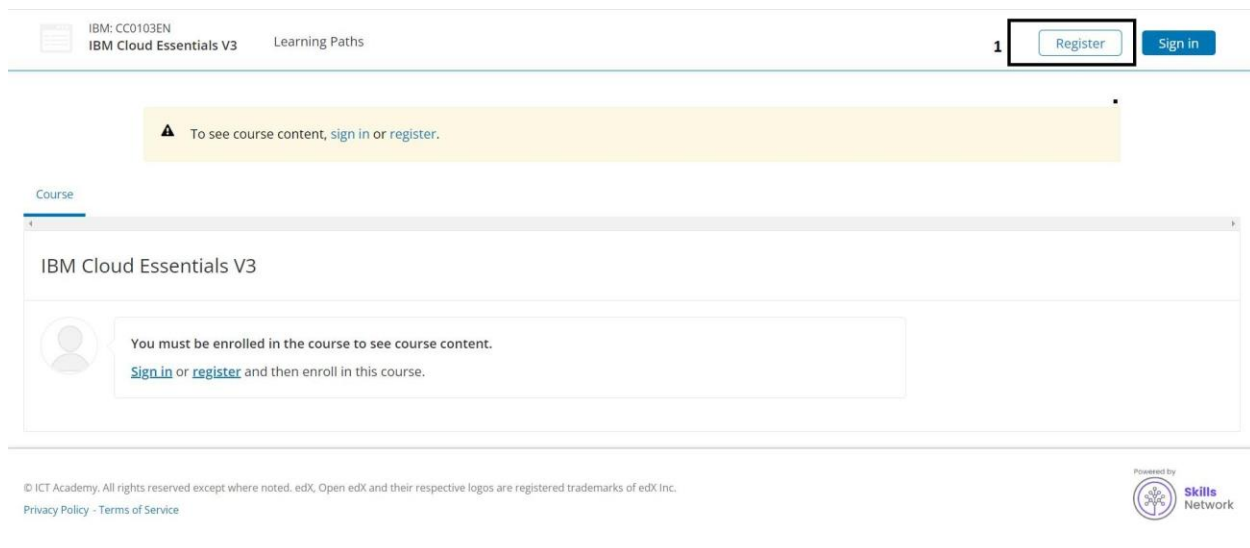 IBM: CC0103EN
IBM Cloud Essentials V3
Learning Paths
1
Register
Sign in
To see course content, sign in or register.
Course
IBM Cloud Essentials V3
You must be enrolled in the course to see course content.
Sign in or register and then enroll in this course.
© ICT Academy. All rights reserved except where noted. edX, Open edX and their respective logos are registered trademarks of edX Inc.
Privacy Policy - Terms of Service
Powered by
Skills
Network